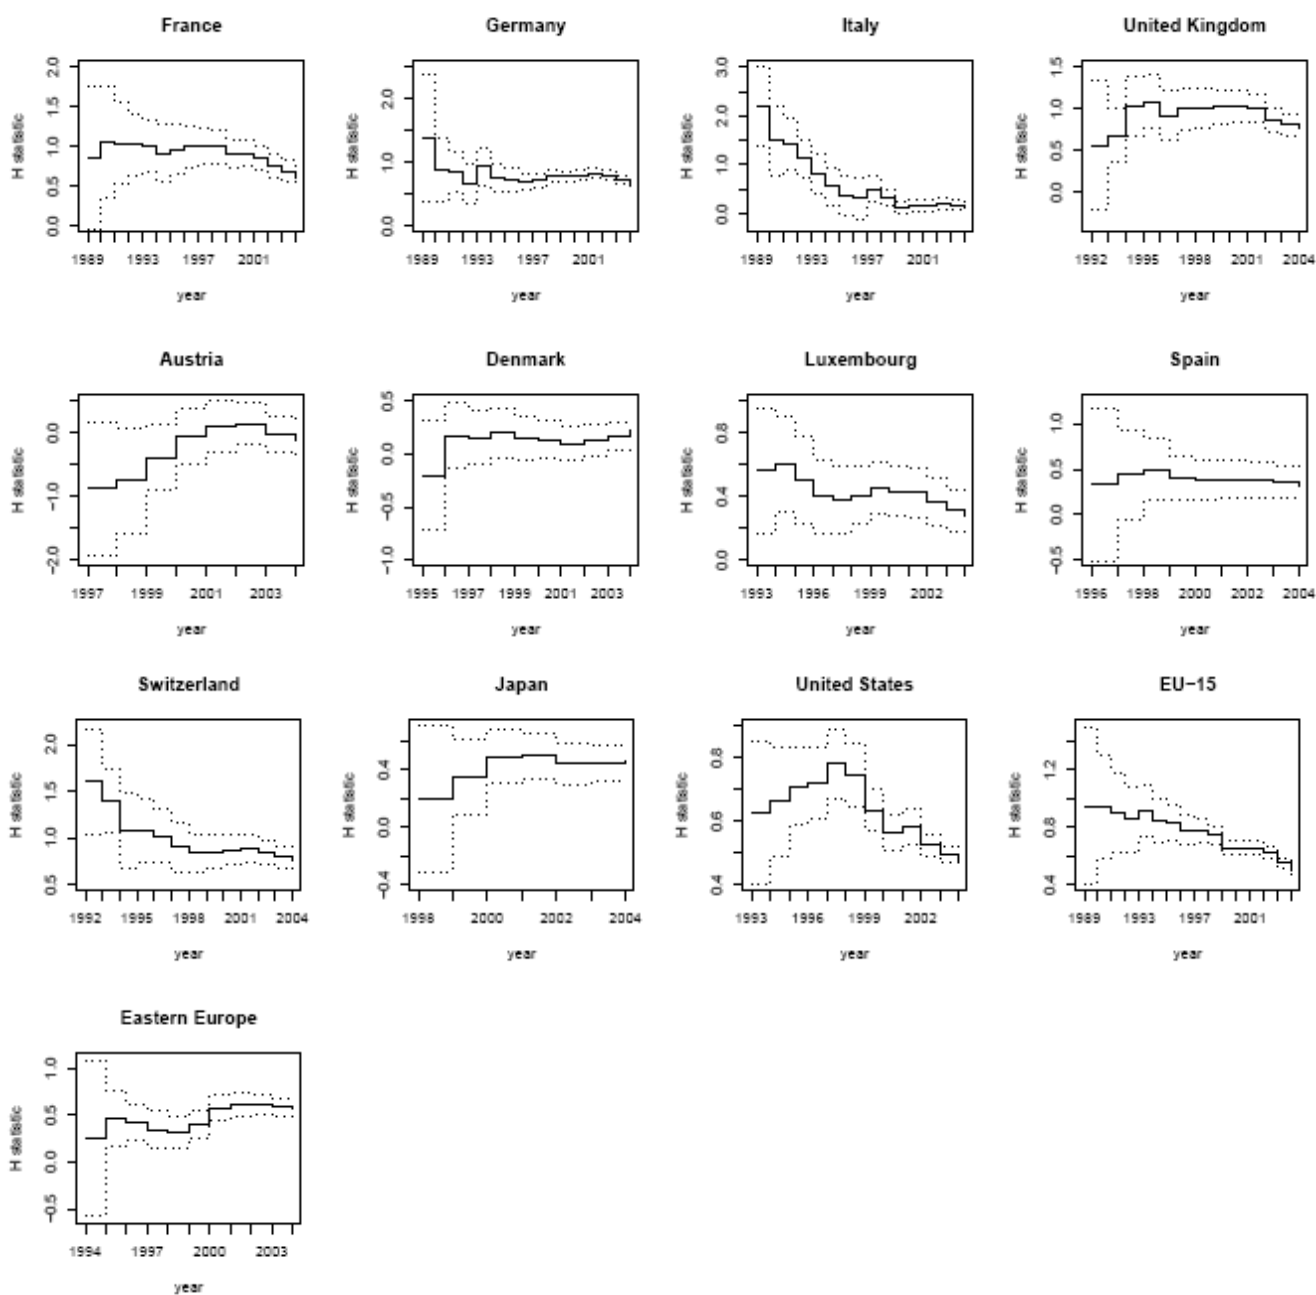 France
H statistic
0.0 0.5 1.0 1.5 2.0
1989 1993 1997 2001
year
Germany
H statistic
0.0 1.0 2.0
1989 1993 1997 2001
year
Italy
H statistic
0.0 1.0 2.0 3.0
1989 1993 1997 2001
year
United Kingdom
H statistic
0.0 0.5 1.0 1.5
1992 1995 1998 2001 2004
year
Austria
H statistic
−2.0 −1.0 0.0
1997 1999 2001 2003
year
Denmark
H statistic
−1.0 −0.5 0.0 0.5
1995 1997 1999 2001 2003
year
Luxembourg
H statistic
0.0 0.4 0.8
1993 1996 1999 2002
year
Spain
H statistic
−0.5 0.0 0.5 1.0
1996 1998 2000 2002 2004
year
Switzerland
H statistic
0.5 1.0 1.5 2.0
1992 1995 1998 2001 2004
year
Japan
H statistic
−0.4 0.0 0.4
1998 2000 2002 2004
year
United States
H statistic
0.4 0.6 0.8
1993 1996 1999 2002
year
EU−15
H statistic
0.4 0.8 1.2
1989 1993 1997 2001
year
Eastern Europe
H statistic
−0.5 0.0 0.5 1.0
1994 1997 2000 2003
year